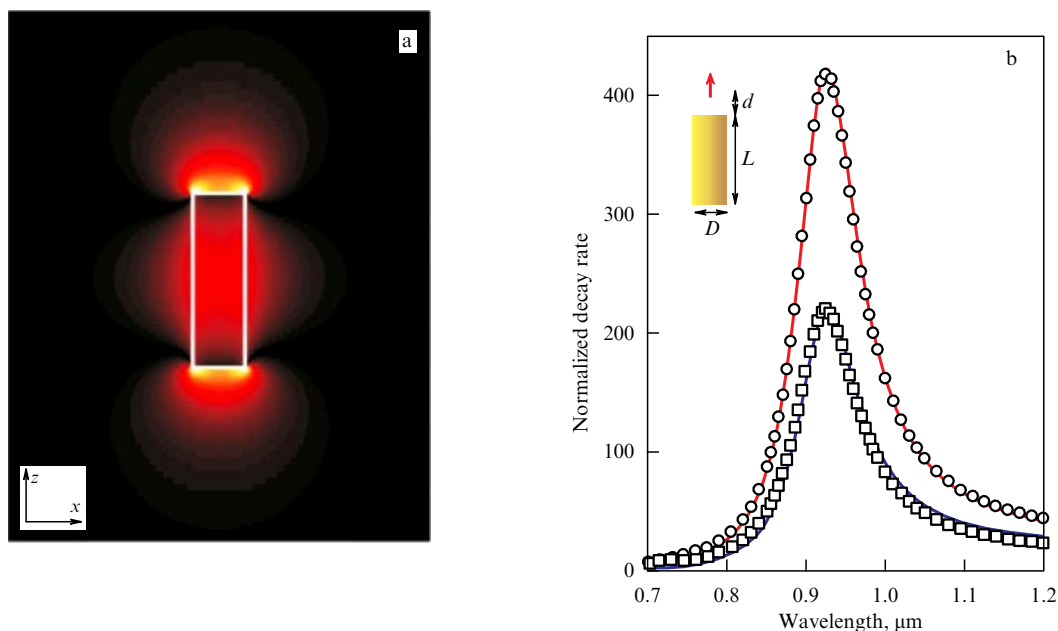 a
z
x
b
Normalized decay rate
400
300
200
100
0
d
L
D
0.7 0.8 0.9 1.0 1.1 1.2
Wavelength, μm